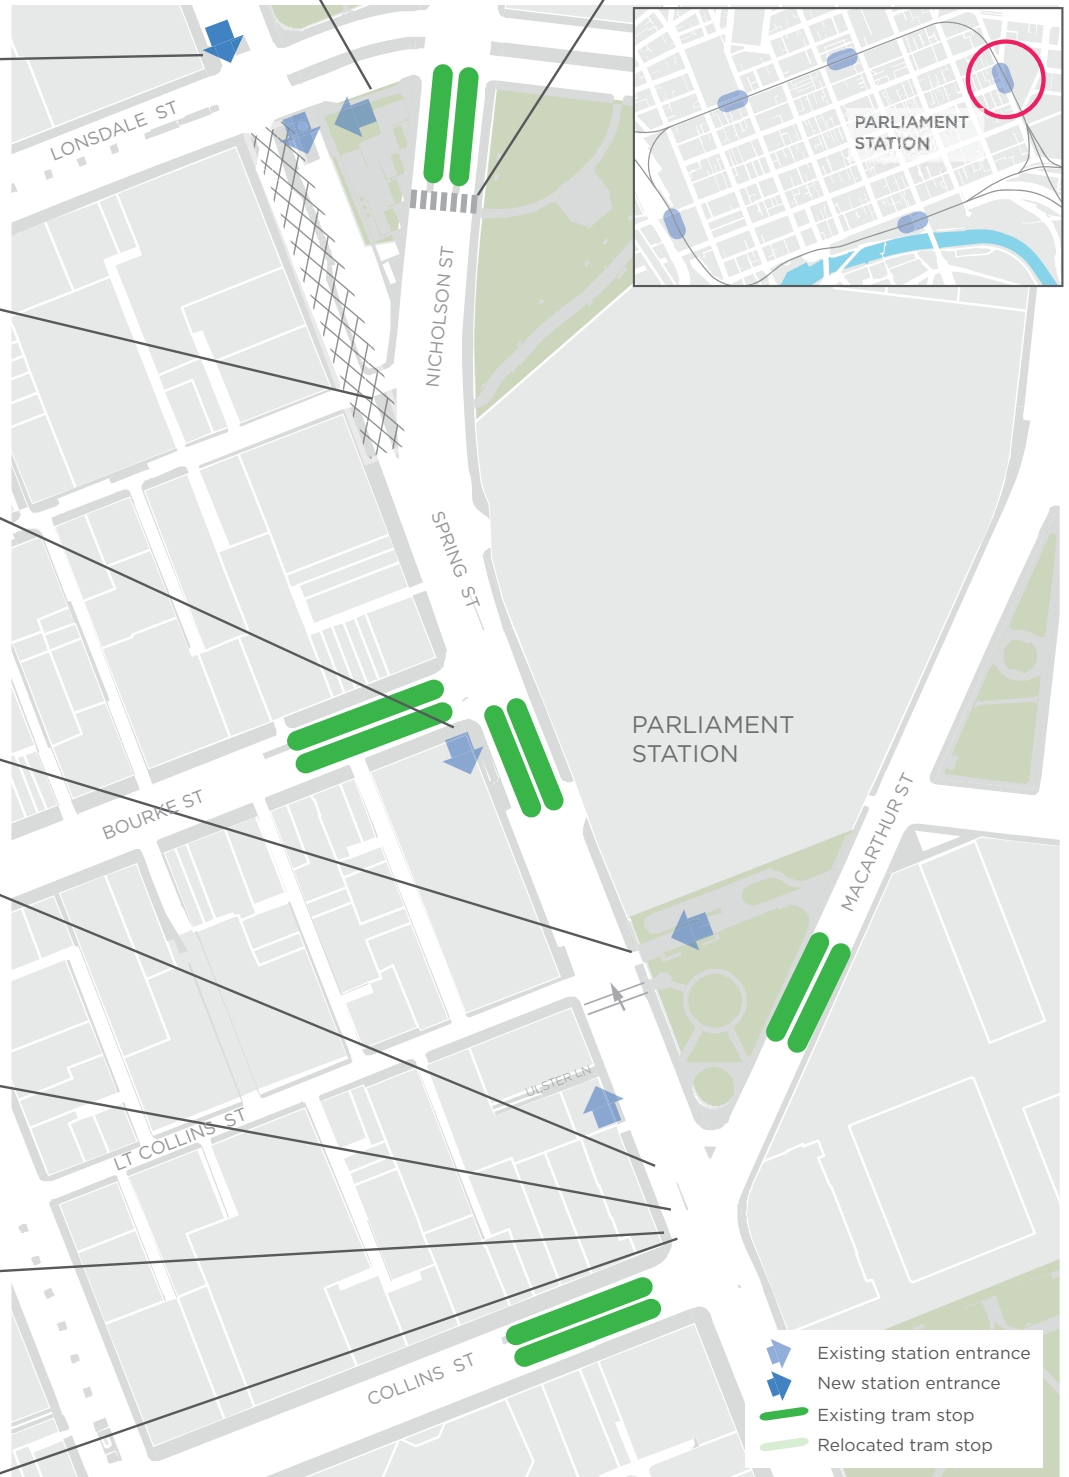 LONSDALE ST
PARLIAMENT
STATION
NICHOLSON ST
SPRING ST
PARLIAMENT
STATION
BOURKE ST
MACARTHUR ST
ULSTER LN
LT COLLINS ST
COLLINS ST
Existing station entrance
New station entrance
Existing tram stop
Relocated tram stop